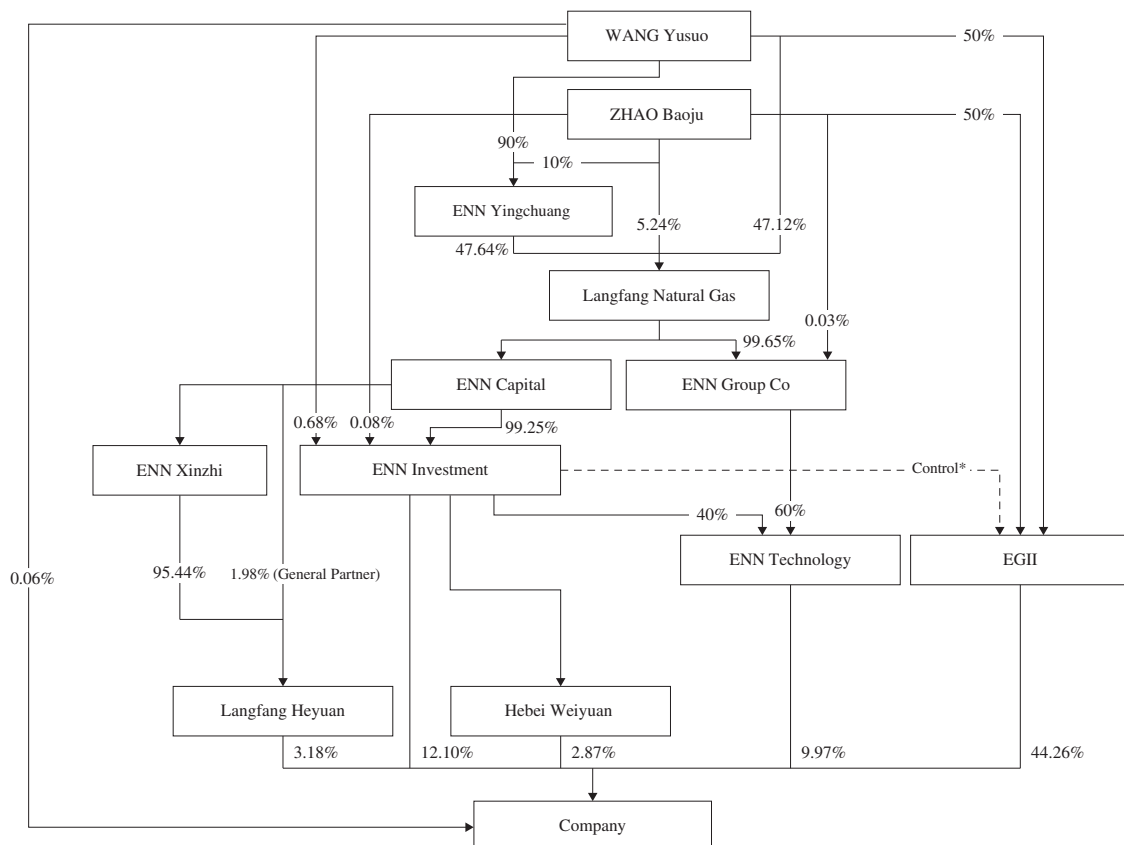 WANG Yusuo
50%
ZHAO Baoju
50%
90%
10%
ENN Yingchuang
5.24%
47.12%
47.64%
Langfang Natural Gas
0.03%
99.65%
ENN Capital
ENN Group Co
0.68%
0.08%
99.25%
ENN Xinzhi
ENN Investment
Control*
40%
60%
ENN Technology
EGII
0.06%
95.44%
1.98% (General Partner)
Langfang Heyuan
Hebei Weiyuan
3.18%
12.10%
2.87%
9.97%
44.26%
Company